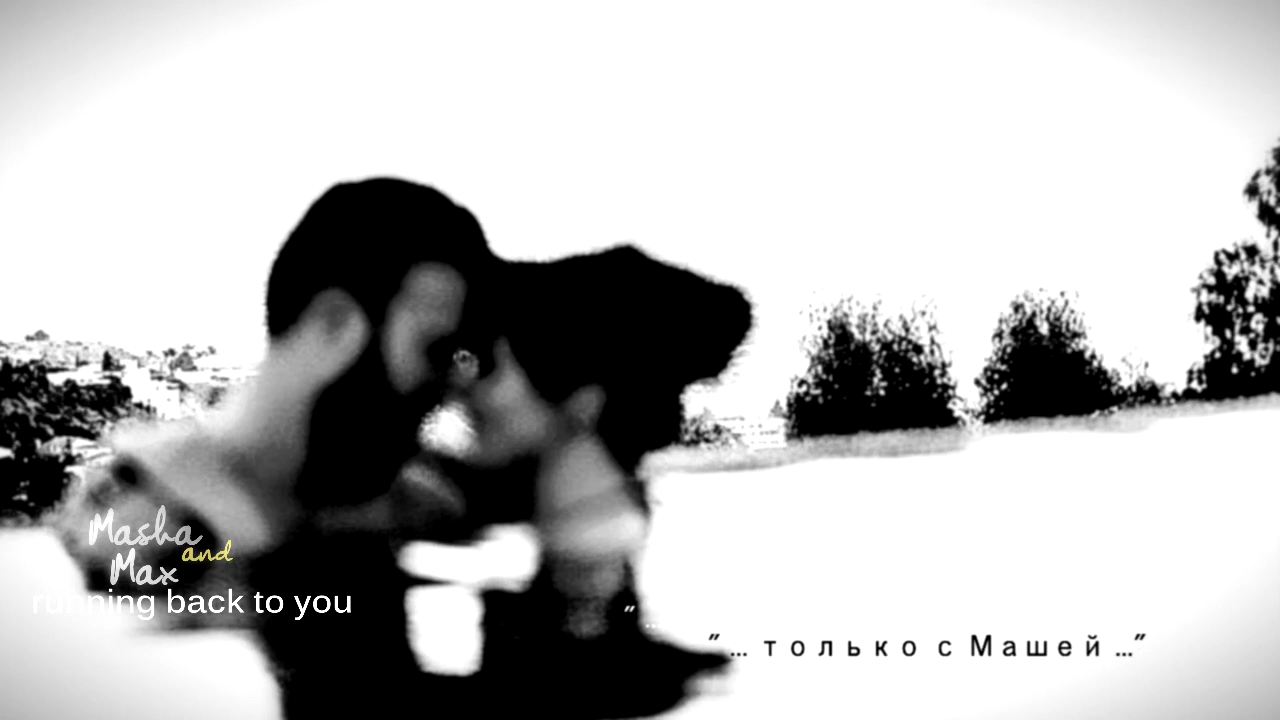 Masha
and
Max
running back to you
" ...
"... только с Машей ..."